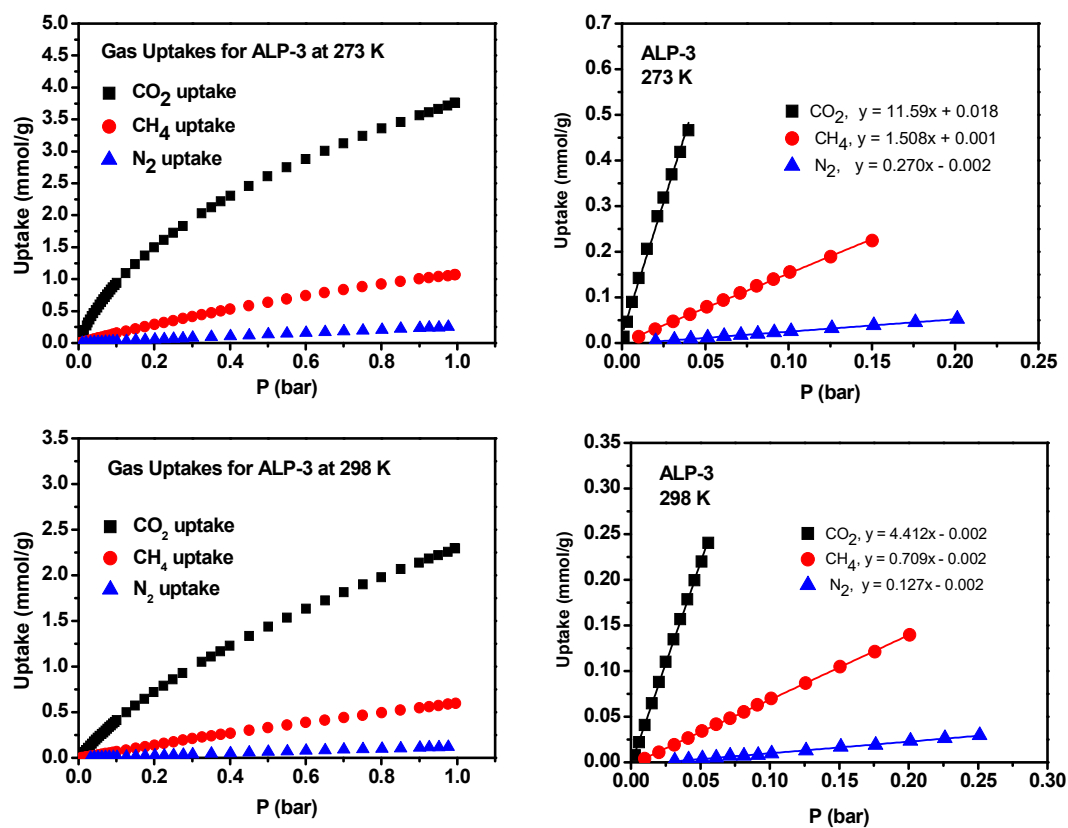 Gas Uptakes for ALP-3 at 273 K
CO2 uptake
CH4 uptake
N2 uptake
Uptake (mmol/g)
5.0
4.5
4.0
3.5
3.0
2.5
2.0
1.5
1.0
0.5
0.0
0.0 0.2 0.4 0.6 0.8 1.0
P (bar)
ALP-3
273 K
CO2, y = 11.59x + 0.018
CH4, y = 1.508x + 0.001
N2, y = 0.270x - 0.002
Uptake (mmol/g)
0.7
0.6
0.5
0.4
0.3
0.2
0.1
0.0
0.00 0.05 0.10 0.15 0.20 0.25
P (bar)
Gas Uptakes for ALP-3 at 298 K
CO2 uptake
CH4 uptake
N2 uptake
Uptake (mmol/g)
3.5
3.0
2.5
2.0
1.5
1.0
0.5
0.0
0.0 0.2 0.4 0.6 0.8 1.0
P (bar)
ALP-3
298 K
CO2, y = 4.412x - 0.002
CH4, y = 0.709x - 0.002
N2, y = 0.127x - 0.002
Uptake (mmol/g)
0.35
0.30
0.25
0.20
0.15
0.10
0.05
0.00
0.00 0.05 0.10 0.15 0.20 0.25 0.30
P (bar)